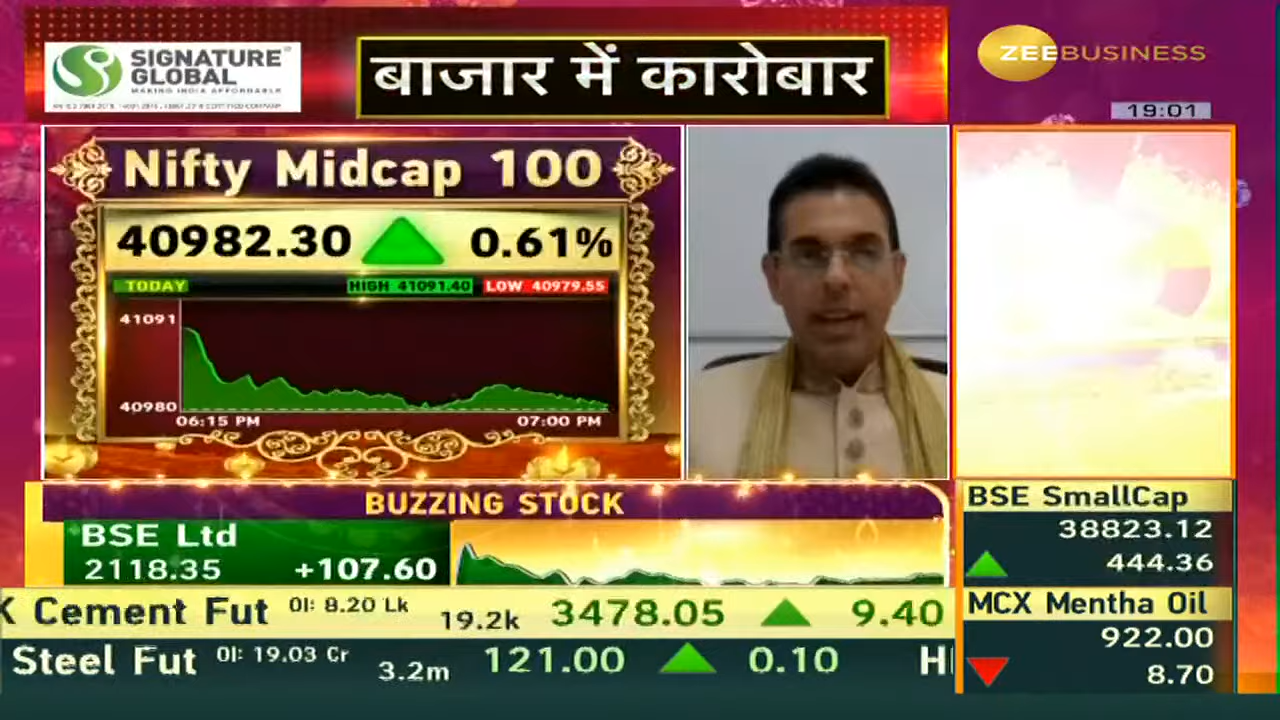 SIGNATURE
GLOBAL
MAKING INDIA AFFORDABLE
बाजार में कारोबार
ZEEBUSINESS
19:01
Nifty Midcap 100
40982.30 0.61%
TODAY HIGH 41091.40 LOW 40979.55
41091
40980
06:15 PM 07:00 PM
BUZZING STOCK
BSE Ltd
2118.35 +107.60
BSE SmallCap
38823.12
444.36
MCX Mentha Oil
922.00
8.70
K Cement Fut OI: 8.20 Lk 19.2k 3478.05 9.40
Steel Fut OI: 19.03 Cr 3.2m 121.00 0.10